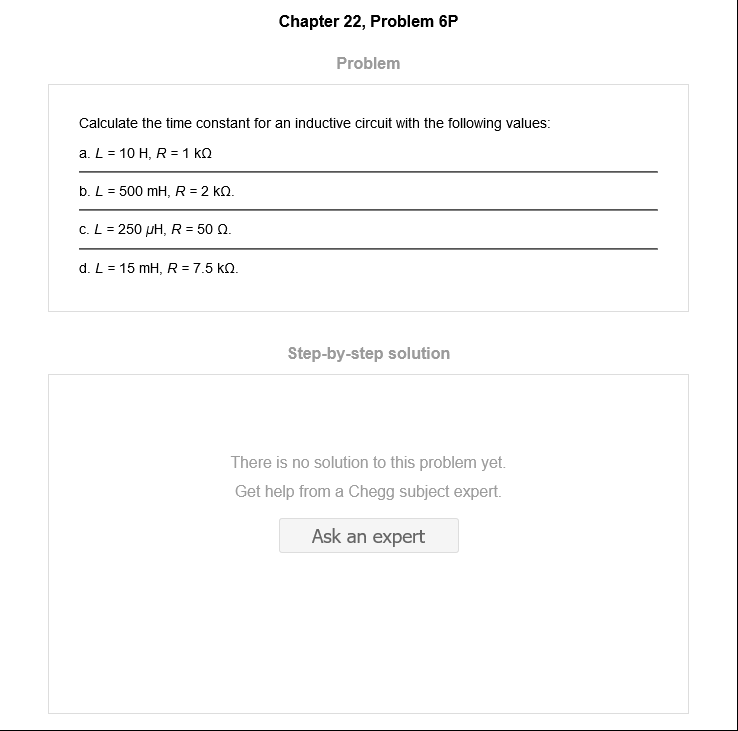 Chapter 22, Problem 6P
Problem
Calculate the time constant for an inductive circuit with the following values:
a. L = 10 H, R = 1 kΩ
b. L = 500 mH, R = 2 kΩ.
c. L = 250 μH, R = 50 Ω.
d. L = 15 mH, R = 7.5 kΩ.
Step-by-step solution
There is no solution to this problem yet.
Get help from a Chegg subject expert.
Ask an expert